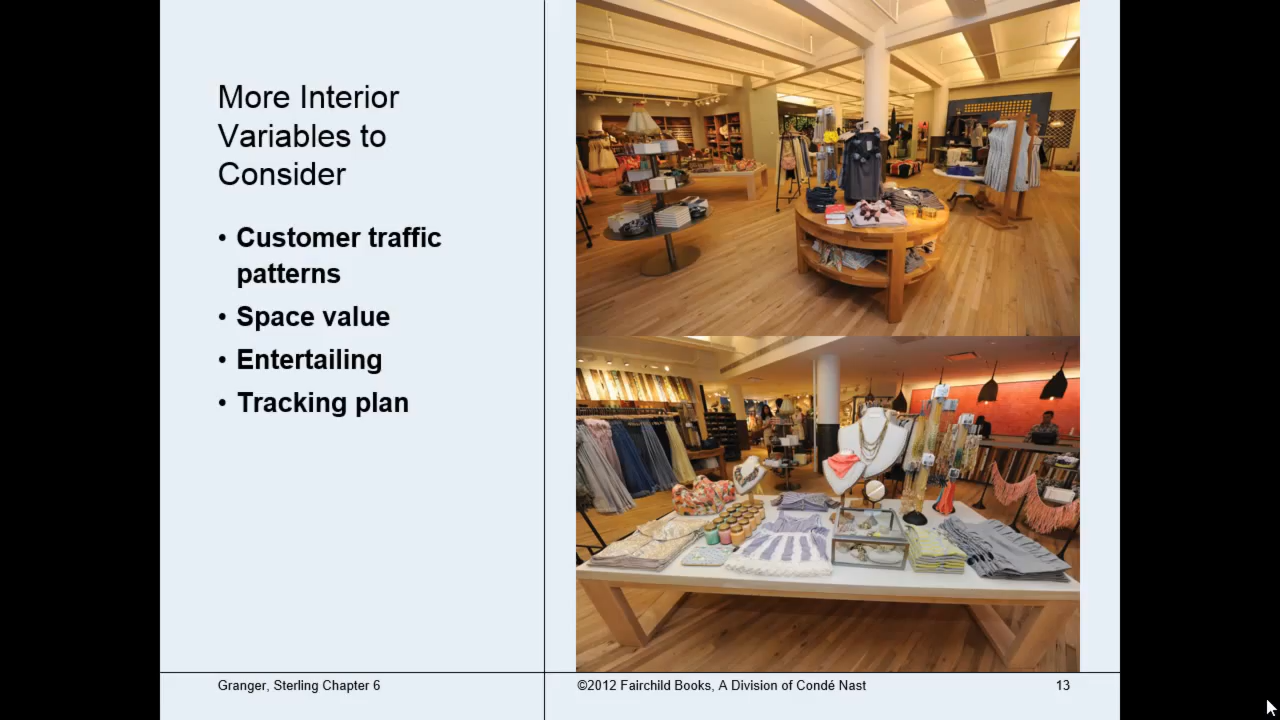 More Interior
Variables to
Consider
• Customer traffic
patterns
• Space value
• Entertailing
• Tracking plan
Granger, Sterling Chapter 6
©2012 Fairchild Books, A Division of Condé Nast
13